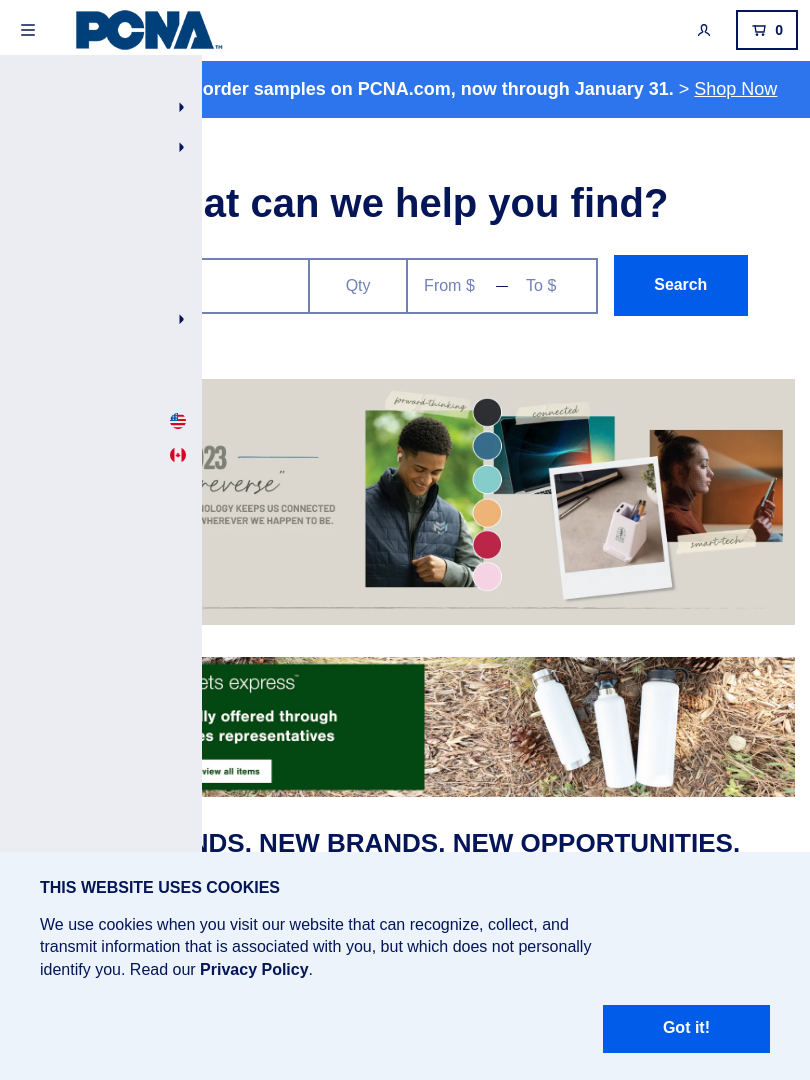 PCNA™
0
order samples on PCNA.com, now through January 31. > Shop Now
at can we help you find?
Qty
From $
To $
Search
forward-thinking
connected
smart-tech
23
reverse"
OLOGY KEEPS US CONNECTED
WHEREVER WE HAPPEN TO BE.
ets express™
ly offered through
es representatives
view all items
NDS. NEW BRANDS. NEW OPPORTUNITIES.
THIS WEBSITE USES COOKIES
We use cookies when you visit our website that can recognize, collect, and
transmit information that is associated with you, but which does not personally
identify you. Read our Privacy Policy.
Got it!